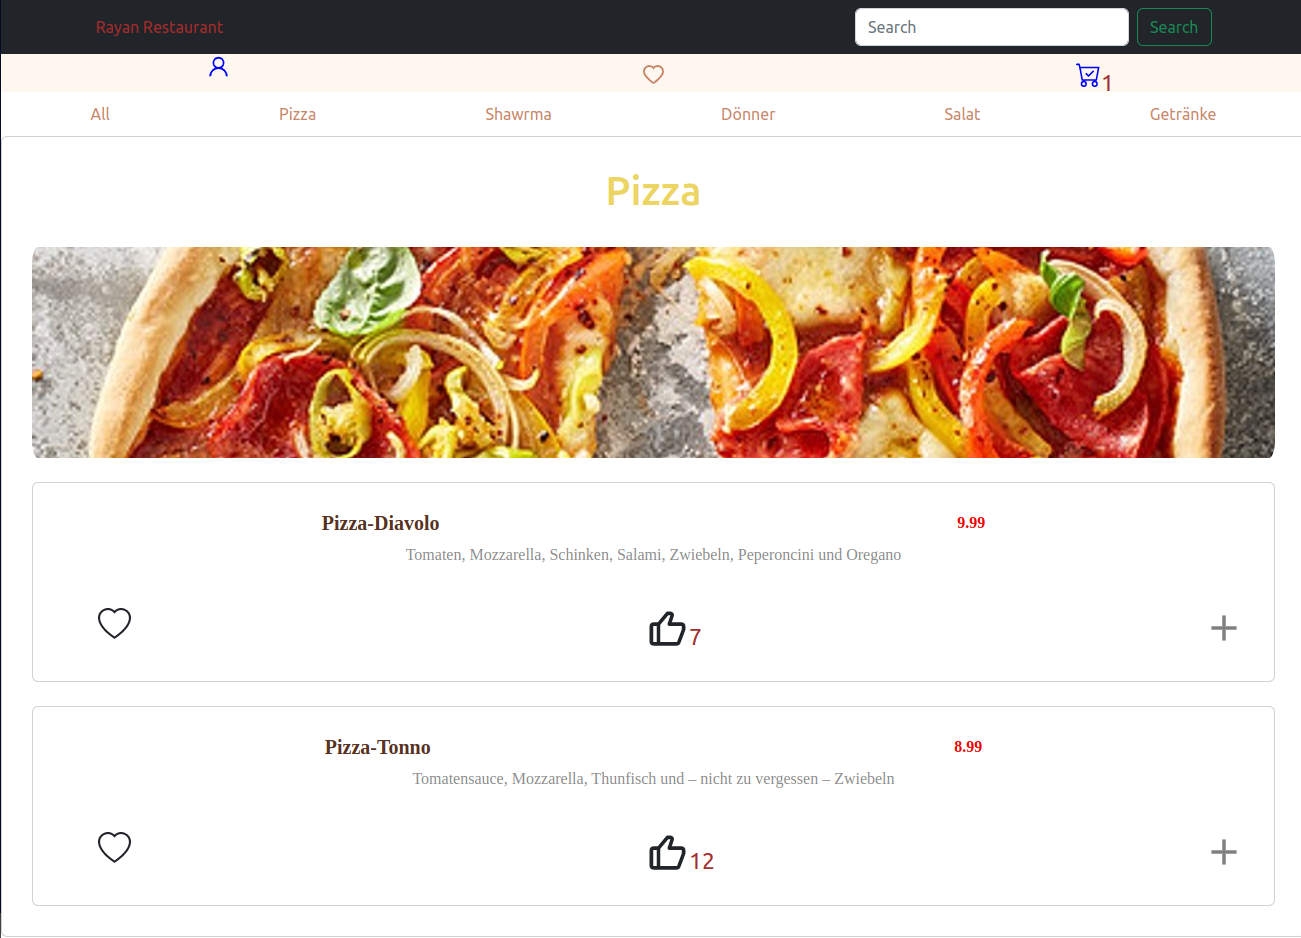 Rayan Restaurant Search Search
1
All Pizza Shawrma Dönner Salat Getränke
Pizza
Pizza-Diavolo 9.99
Tomaten, Mozzarella, Schinken, Salami, Zwiebeln, Peperoncini und Oregano
7
Pizza-Tonno 8.99
Tomatensauce, Mozzarella, Thunfisch und – nicht zu vergessen – Zwiebeln
12